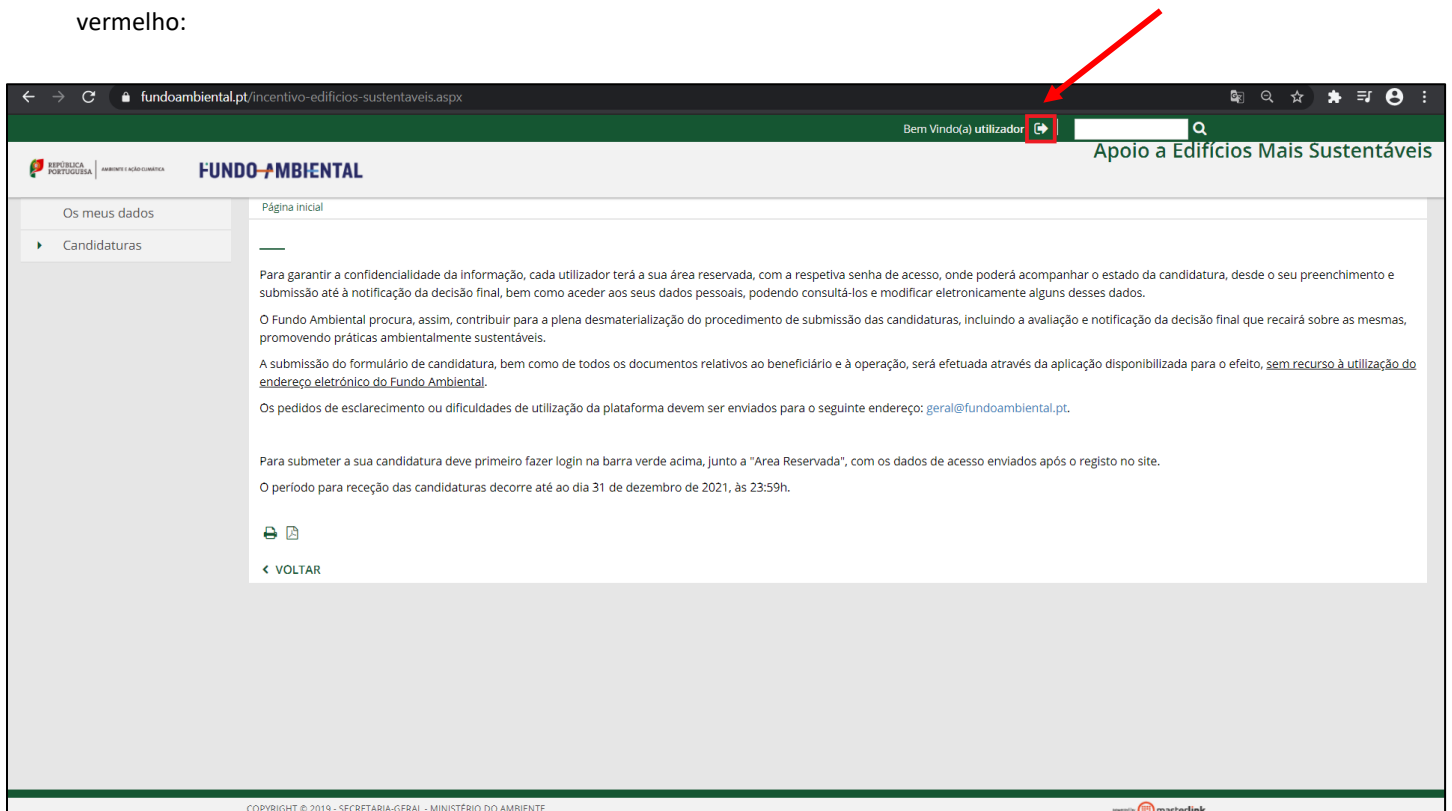 vermelho:
fundoambiental.pt/incentivo-edificios-sustentaveis.aspx
Bem Vindo(a) utilizador
Apoio a Edifícios Mais Sustentáveis
REPÚBLICA
PORTUGUESA
AMBIENTE E AÇÃO CLIMÁTICA
FUNDO AMBIENTAL
Os meus dados
Candidaturas
Página inicial
Para garantir a confidencialidade da informação, cada utilizador terá a sua área reservada, com a respetiva senha de acesso, onde poderá acompanhar o estado da candidatura, desde o seu preenchimento e
submissão até à notificação da decisão final, bem como aceder aos seus dados pessoais, podendo consultá-los e modificar eletronicamente alguns desses dados.
O Fundo Ambiental procura, assim, contribuir para a plena desmaterialização do procedimento de submissão das candidaturas, incluindo a avaliação e notificação da decisão final que recairá sobre as mesmas,
promovendo práticas ambientalmente sustentáveis.
A submissão do formulário de candidatura, bem como de todos os documentos relativos ao beneficiário e à operação, será efetuada através da aplicação disponibilizada para o efeito, sem recurso à utilização do
endereço eletrónico do Fundo Ambiental.
Os pedidos de esclarecimento ou dificuldades de utilização da plataforma devem ser enviados para o seguinte endereço: geral@fundoambiental.pt.
Para submeter a sua candidatura deve primeiro fazer login na barra verde acima, junto a "Area Reservada", com os dados de acesso enviados após o registo no site.
O período para receção das candidaturas decorre até ao dia 31 de dezembro de 2021, às 23:59h.
VOLTAR
COPYRIGHT © 2019 - SECRETARIA-GERAL - MINISTÉRIO DO AMBIENTE
masterlink